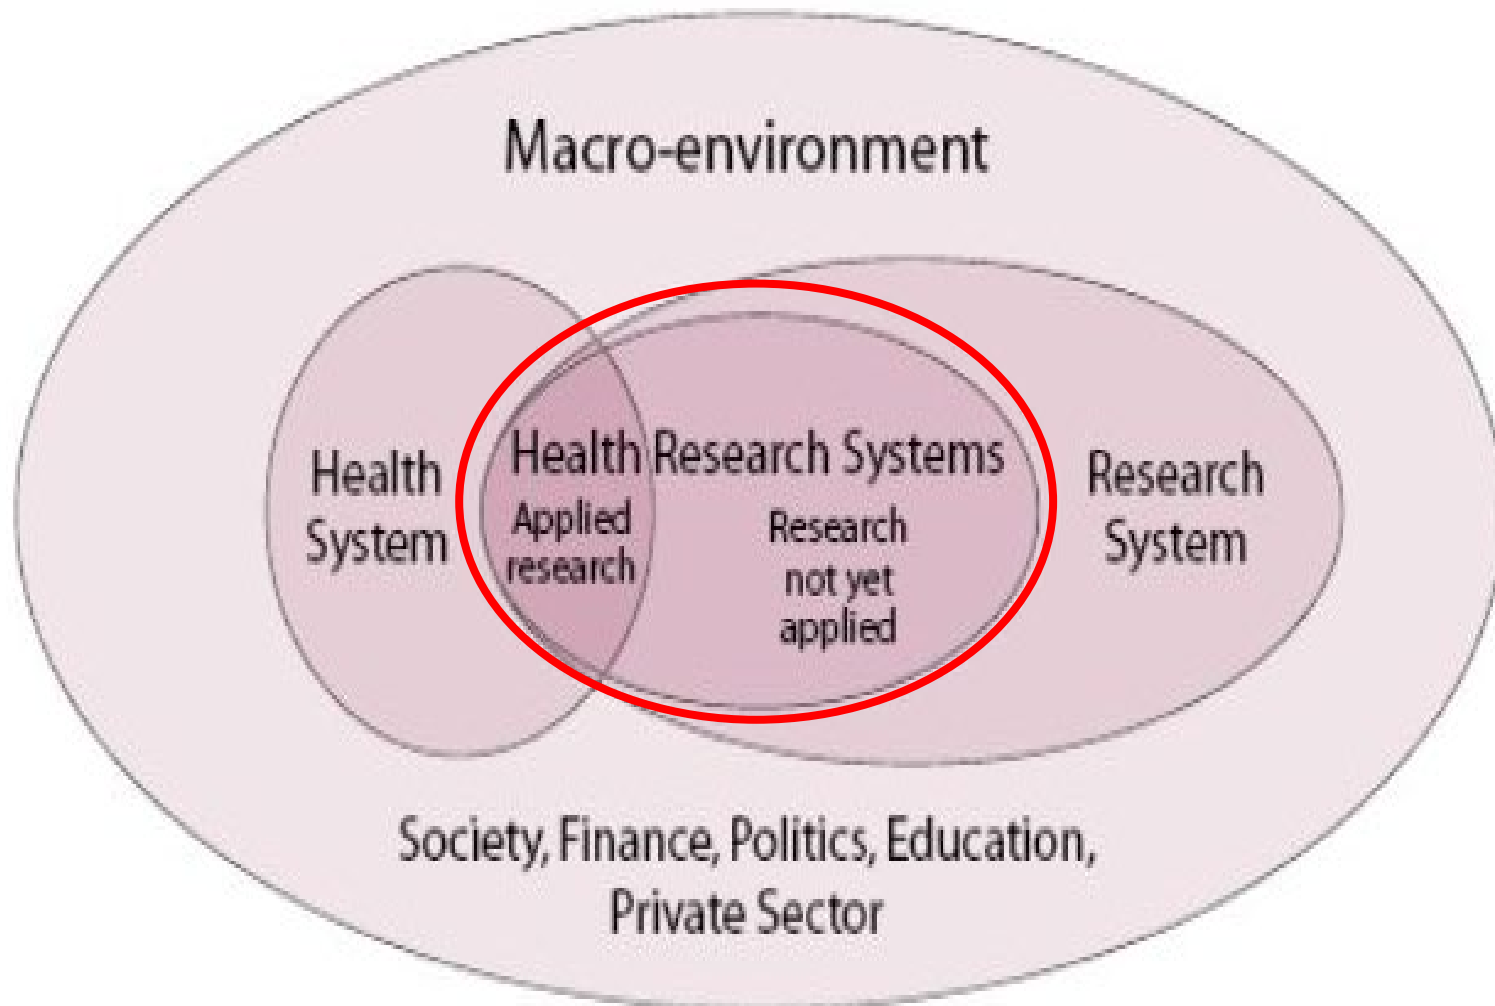 Macro-environment
Health Research Systems
Health
System
Applied
research
Research
not yet
applied
Research
System
Society, Finance, Politics, Education,
Private Sector